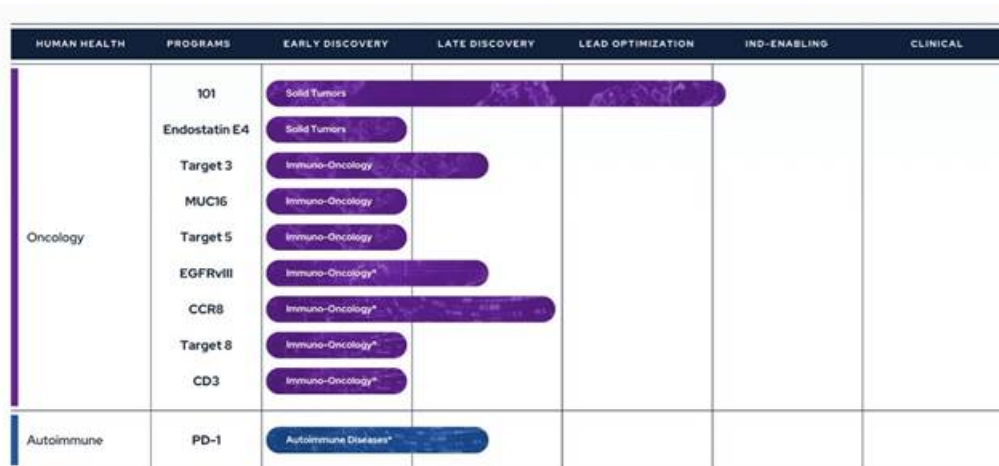 HUMAN HEALTH PROGRAMS EARLY DISCOVERY LATE DISCOVERY LEAD OPTIMIZATION IND-ENABLING CLINICAL
101 Solid Tumors
Endostatin E4 Solid Tumors
Target 3 Immuno-Oncology
MUC16 Immuno-Oncology
Oncology Target 5 Immuno-Oncology
EGFRvIII Immuno-Oncology*
CCR8 Immuno-Oncology*
Target 8 Immuno-Oncology*
CD3 Immuno-Oncology*
Autoimmune PD-1 Autoimmune Diseases*